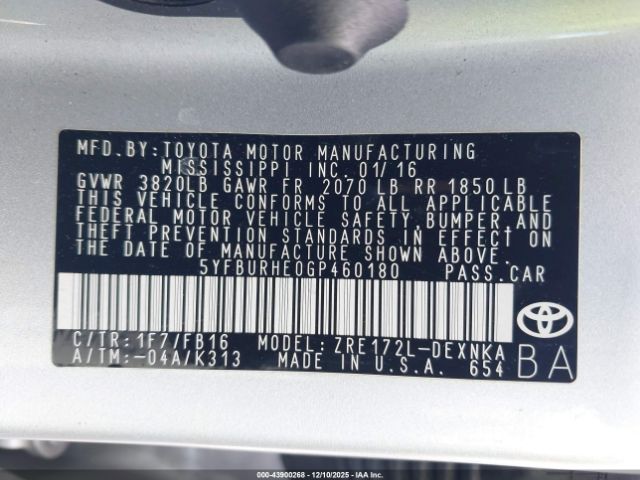 MFD. BY: TOYOTA MOTOR MANUFACTURING
MISSISSIPPI INC. 01/16
GVWR 3820LB GAWR FR 2070 LB RR 1850 LB
THIS VEHICLE CONFORMS TO ALL APPLICABLE
FEDERAL MOTOR VEHICLE SAFETY, BUMPER, AND
THEFT PREVENTION STANDARDS IN EFFECT ON
THE DATE OF MANUFACTURE SHOWN ABOVE.
5YFBURHE0GP460180 PASS.CAR
C/TR: 1F7/FB16 MODEL: ZRE172L-DEXNKA
A/TM:-04A/K313 MADE IN U.S.A. 654
BA
000-43900268 - 12/10/2025 - IAA Inc.